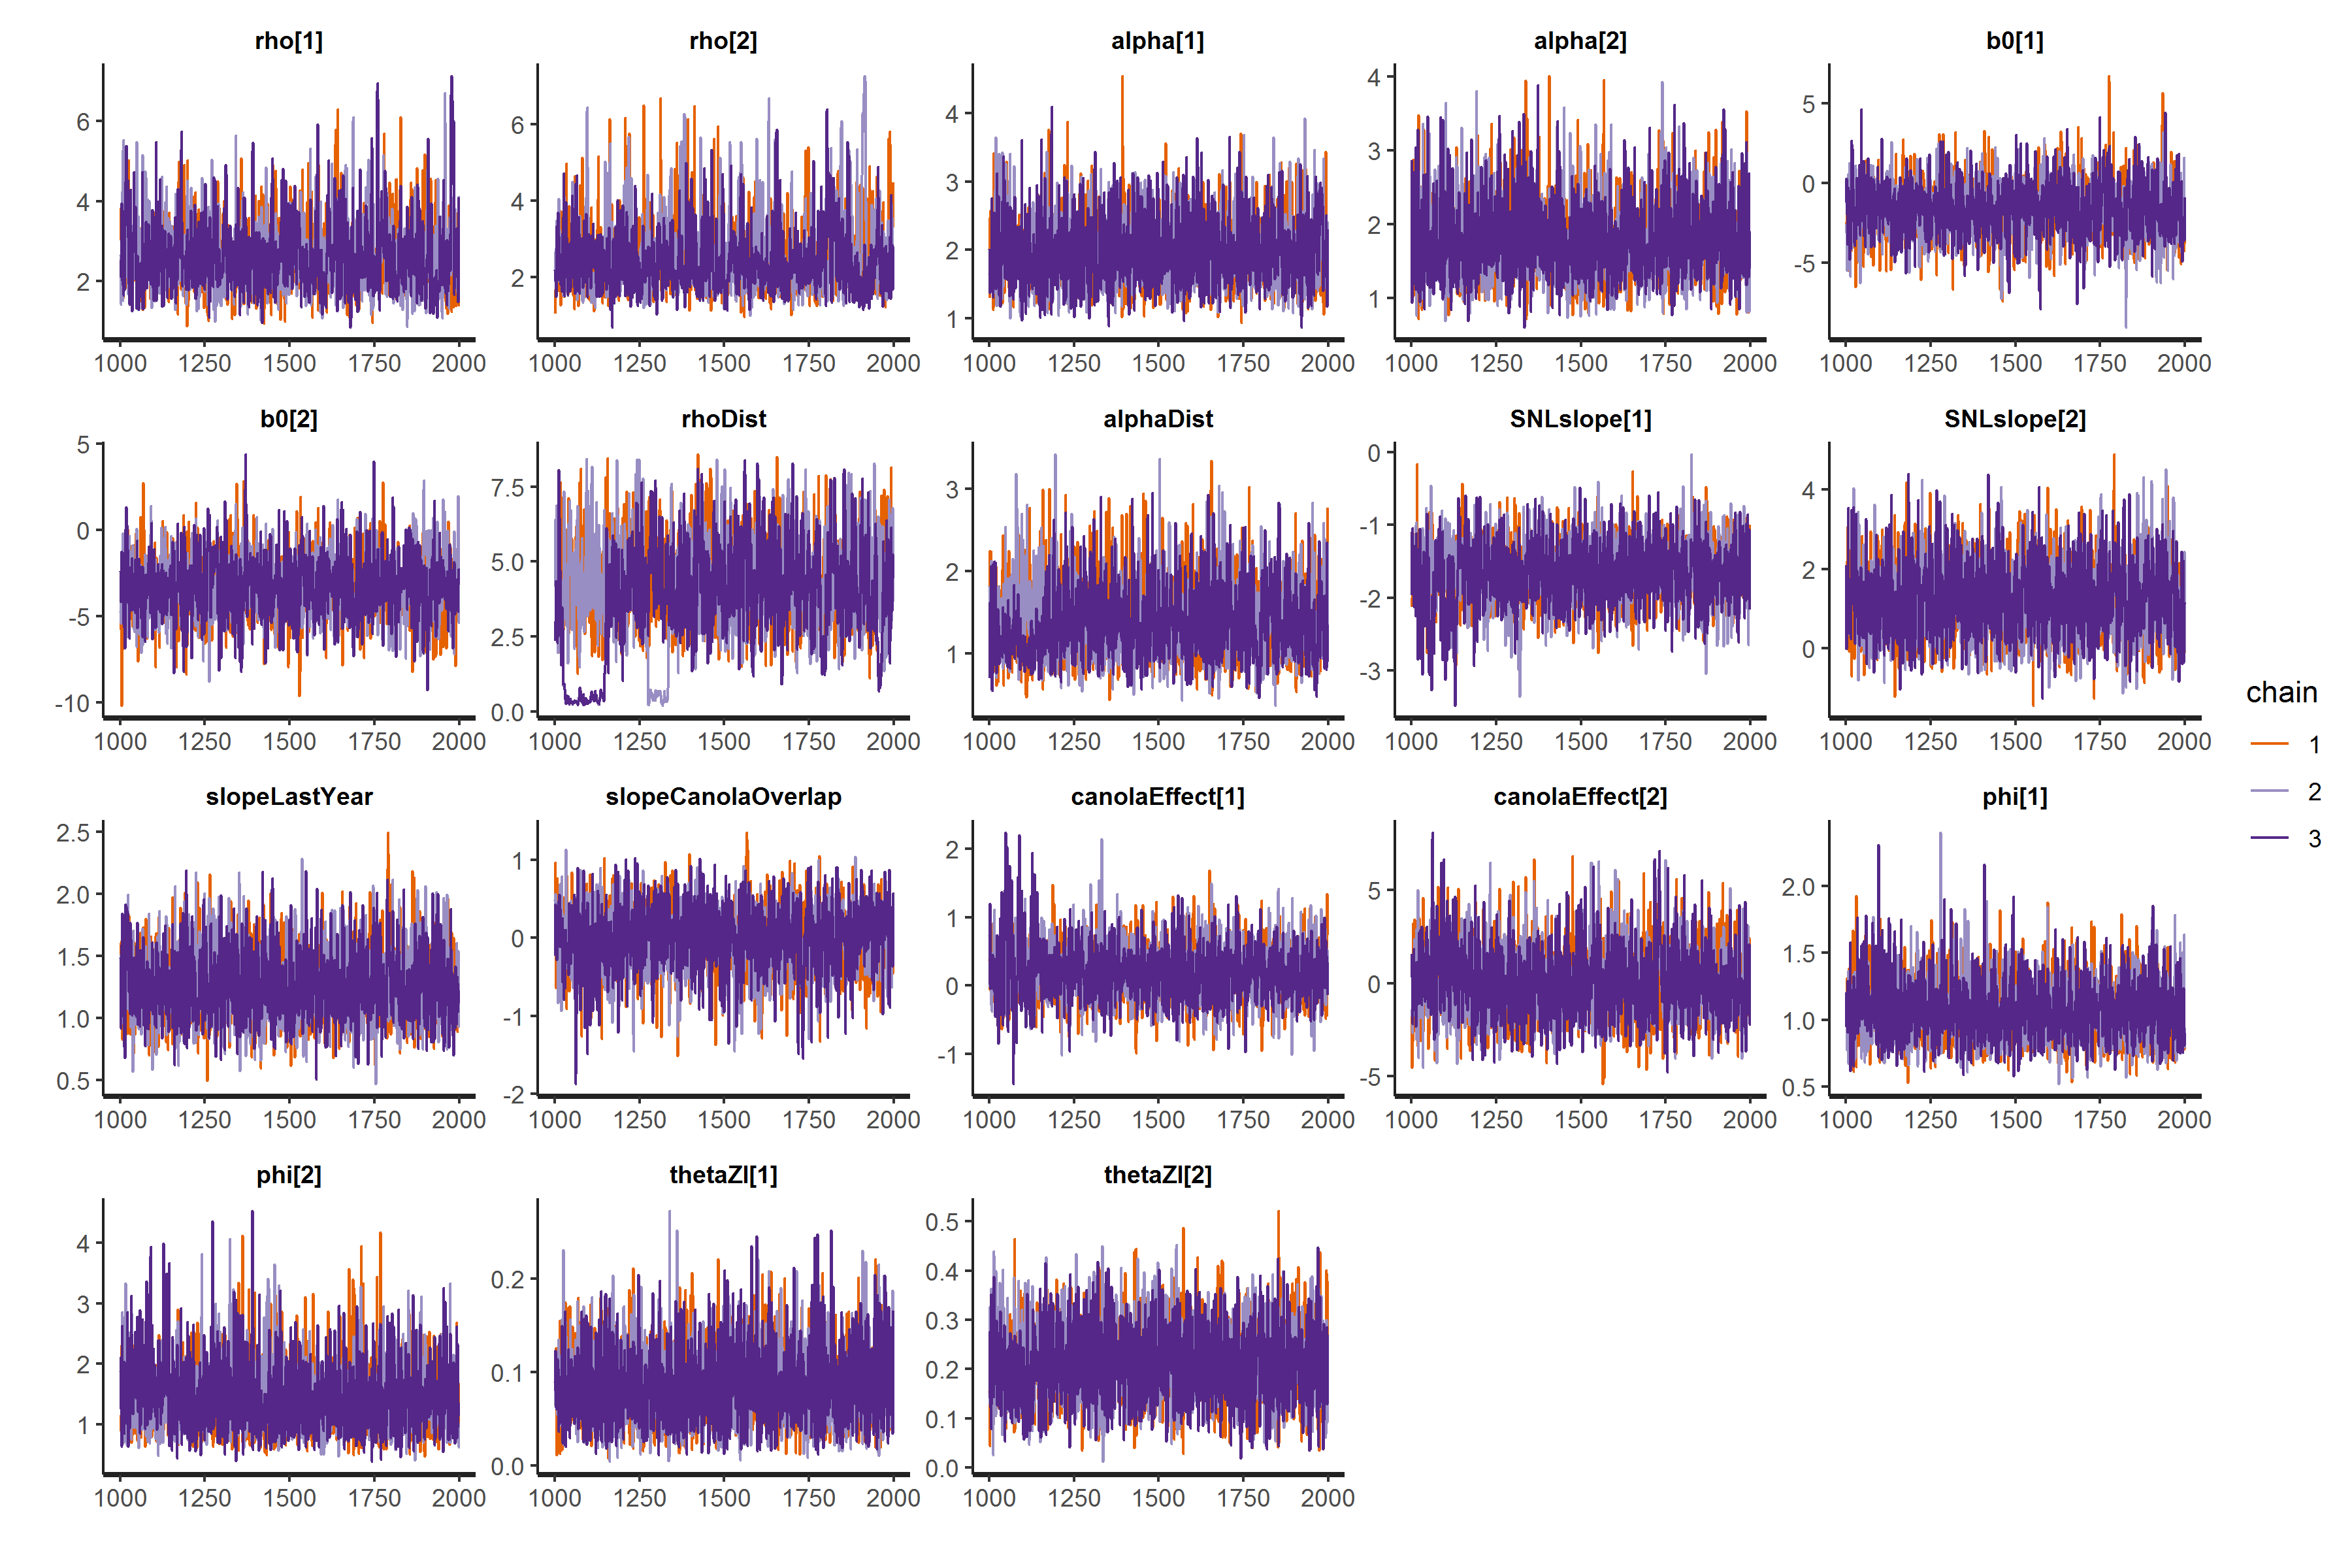 rho[1] rho[2] alpha[1] alpha[2] b0[1]
6 6 4 4 5
4 4 3 3 0
2 2 2 2 -5
1 1
1000 1250 1500 1750 2000 1000 1250 1500 1750 2000 1000 1250 1500 1750 2000 1000 1250 1500 1750 2000 1000 1250 1500 1750 2000
b0[2] rhoDist alphaDist SNLslope[1] SNLslope[2]
5 7.5 3 0 4
0 5.0 2 -1 2
-5 2.5 1 -2 0
-10 0.0 -3
1000 1250 1500 1750 2000 1000 1250 1500 1750 2000 1000 1250 1500 1750 2000 1000 1250 1500 1750 2000 1000 1250 1500 1750 2000
chain
1
2
3
slopeLastYear slopeCanolaOverlap canolaEffect[1] canolaEffect[2] phi[1]
2.5 1 2 5 2.0
2.0 0 1 0 1.5
1.5 -1 0 -5 1.0
1.0 -2 -1 0.5
0.5
1000 1250 1500 1750 2000 1000 1250 1500 1750 2000 1000 1250 1500 1750 2000 1000 1250 1500 1750 2000 1000 1250 1500 1750 2000
phi[2] thetaZI[1] thetaZI[2]
4 0.2 0.5
3 0.1 0.4
2 0.0 0.3
1 0.2
0.1
0.0
1000 1250 1500 1750 2000 1000 1250 1500 1750 2000 1000 1250 1500 1750 2000